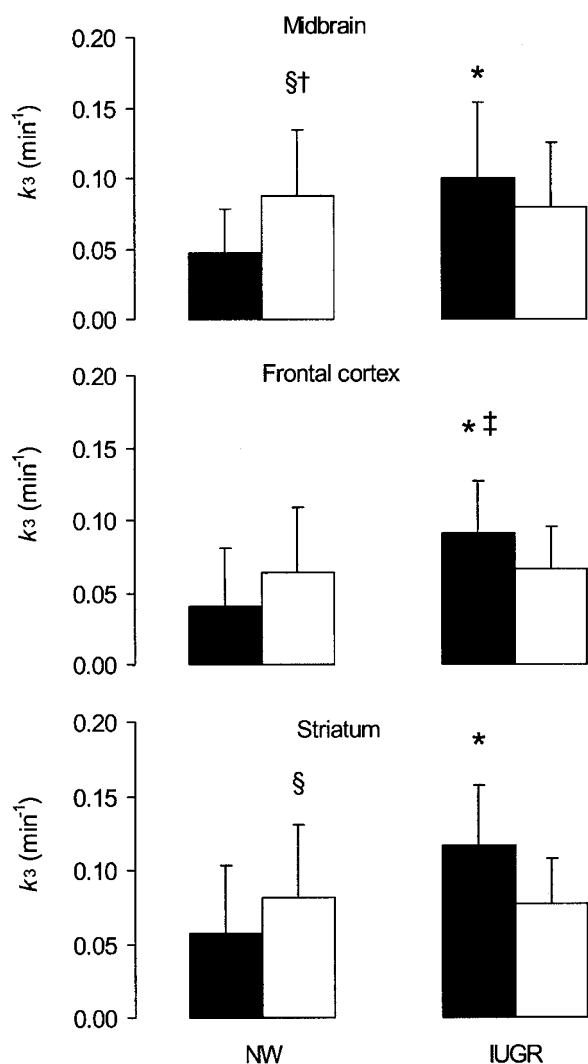 Midbrain
0.20
0.15
0.10
0.05
0.00
k3 (min-1)
§†
*
Frontal cortex
0.20
0.15
0.10
0.05
0.00
k3 (min-1)
* ‡
Striatum
0.20
0.15
0.10
0.05
0.00
k3 (min-1)
§
*
NW IUGR